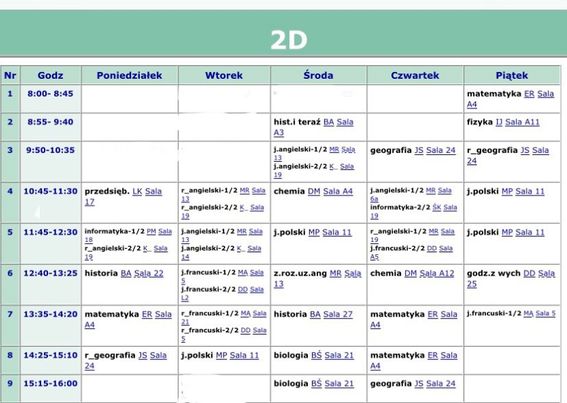 2D
Nr Godz Poniedziałek Wtorek Środa Czwartek Piątek
1 8:00- 8:45 matematyka ER Sala A4
2 8:55- 9:40 hist.i teraź BA Sala A3 fizyka IJ Sala A11
3 9:50-10:35 j.angielski-1/2 MR Sala 13 j.angielski-2/2 K_ Sala 19 geografia JS Sala 24 r_geografia JS Sala 24
4 10:45-11:30 przedsięb. LK Sala 17 r_angielski-1/2 MR Sala 13 r_angielski-2/2 K_ Sala 19 chemia DM Sala A4 j.angielski-1/2 MR Sala 6a informatyka-2/2 ŚK Sala 19 j.polski MP Sala 11
5 11:45-12:30 informatyka-1/2 PM Sala 18 r_angielski-2/2 K_ Sala 19 j.angielski-1/2 MR Sala 13 j.angielski-2/2 K_ Sala 14 j.polski MP Sala 11 r_angielski-1/2 MR Sala 19 j.francuski-2/2 DD Sala A5 j.polski MP Sala 11
6 12:40-13:25 historia BA Sala 22 j.francuski-1/2 MA Sala 5 j.francuski-2/2 DD Sala L2 z.roz.uz.ang MR Sala 13 chemia DM Sala A12 godz.z wych DD Sala 25
7 13:35-14:20 matematyka ER Sala A4 r_francuski-1/2 MA Sala 21 r_francuski-2/2 DD Sala 5 historia BA Sala 27 matematyka ER Sala A4 j.francuski-1/2 MA Sala 5
8 14:25-15:10 r_geografia JS Sala 24 j.polski MP Sala 11 biologia BŚ Sala 21 matematyka ER Sala A4
9 15:15-16:00 biologia BŚ Sala 21 geografia JS Sala 24